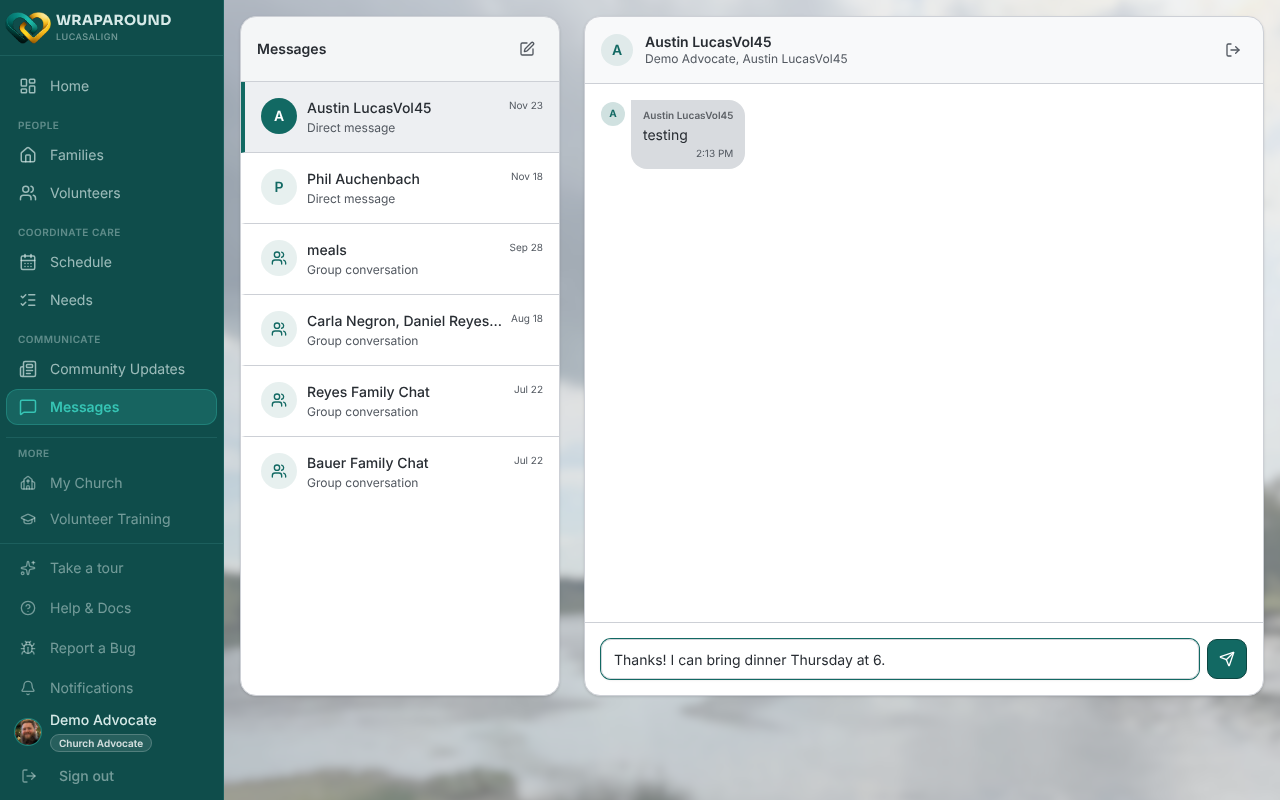 WRAPAROUND
LUCASALIGN
Home
PEOPLE
Families
Volunteers
COORDINATE CARE
Schedule
Needs
COMMUNICATE
Community Updates
Messages
MORE
My Church
Volunteer Training
Take a tour
Help & Docs
Report a Bug
Notifications
Demo Advocate
Church Advocate
Sign out
Messages
A
Austin LucasVol45
Nov 23
Direct message
P
Phil Auchenbach
Nov 18
Direct message
meals
Sep 28
Group conversation
Carla Negron, Daniel Reyes...
Aug 18
Group conversation
Reyes Family Chat
Jul 22
Group conversation
Bauer Family Chat
Jul 22
Group conversation
A
Austin LucasVol45
Demo Advocate, Austin LucasVol45
A
Austin LucasVol45
testing
2:13 PM
Thanks! I can bring dinner Thursday at 6.